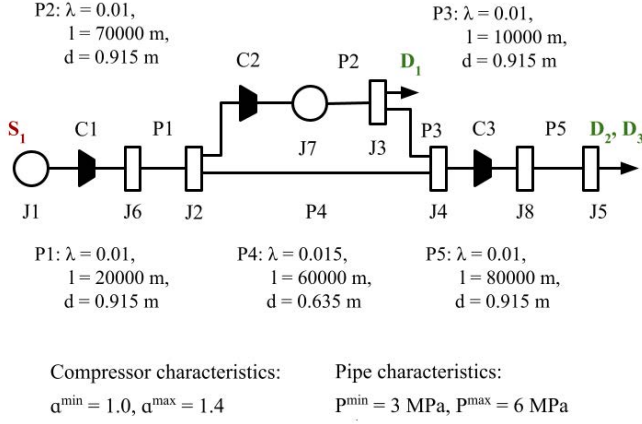 P2: λ = 0.01,
l = 70000 m,
d = 0.915 m
P3: λ = 0.01,
l = 10000 m,
d = 0.915 m
C2
P2
D1
S1
C1
P1
J7
J3
P3
C3
P5
D2, D3
J1
J6
J2
P4
J4
J8
J5
P1: λ = 0.01,
l = 20000 m,
d = 0.915 m
P4: λ = 0.015,
l = 60000 m,
d = 0.635 m
P5: λ = 0.01,
l = 80000 m,
d = 0.915 m
Compressor characteristics:
α^min = 1.0, α^max = 1.4
Pipe characteristics:
P^min = 3 MPa, P^max = 6 MPa